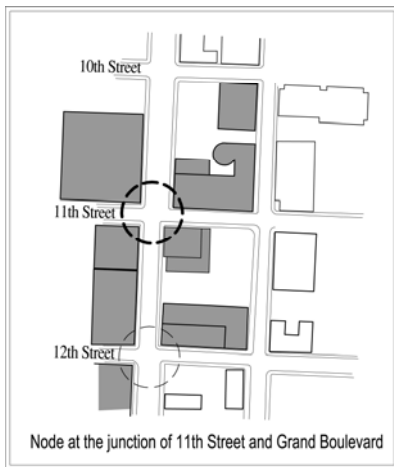 10th Street
11th Street
12th Street
Node at the junction of 11th Street and Grand Boulevard